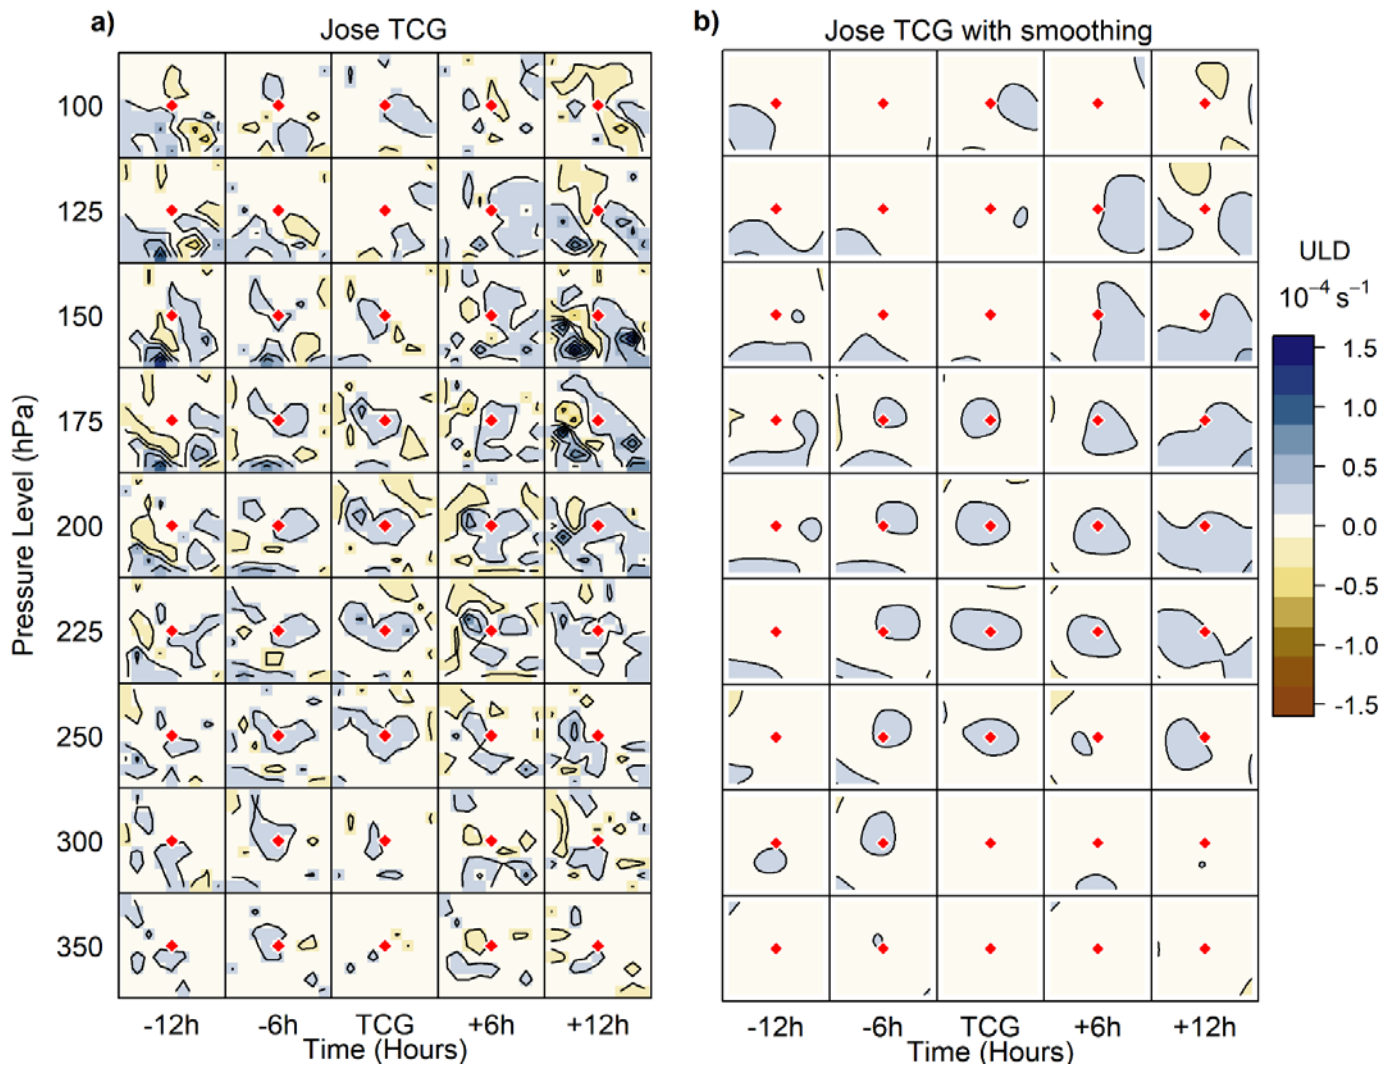 a)
Jose TCG
b)
Jose TCG with smoothing
Pressure Level (hPa)
100
125
150
175
200
225
250
300
350
-12h
-6h
TCG
+6h
+12h
Time (Hours)
-12h
-6h
TCG
+6h
+12h
Time (Hours)
ULD
10⁻⁴ s⁻¹
1.5
1.0
0.5
0.0
-0.5
-1.0
-1.5